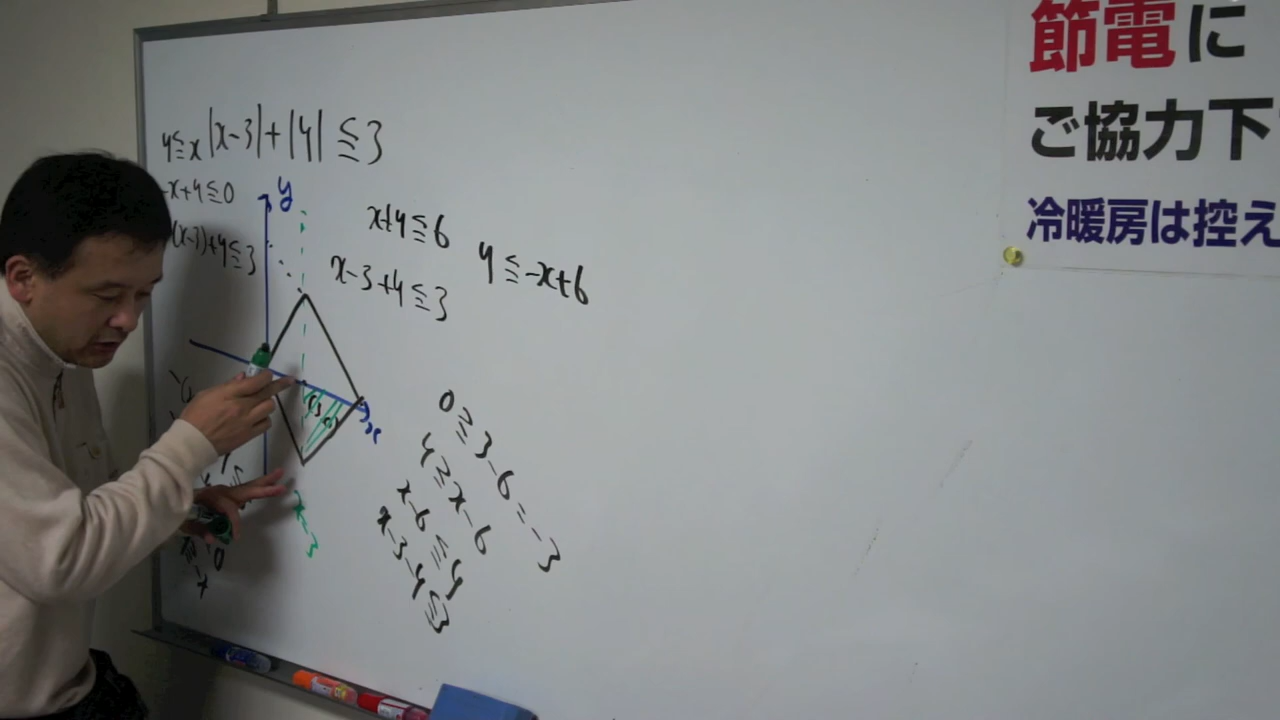 |x-3|+|y| ≦ 3
y≦x
-x+y≦0
(x-3)+y≦3
y
x+y≦6
x-3+y≦3
y≦-x+6
x
x=3
0≧3-6=-3
y≧x-6
x-6≦y
x-3-y≦3
節電に
ご協力下
冷暖房は控え